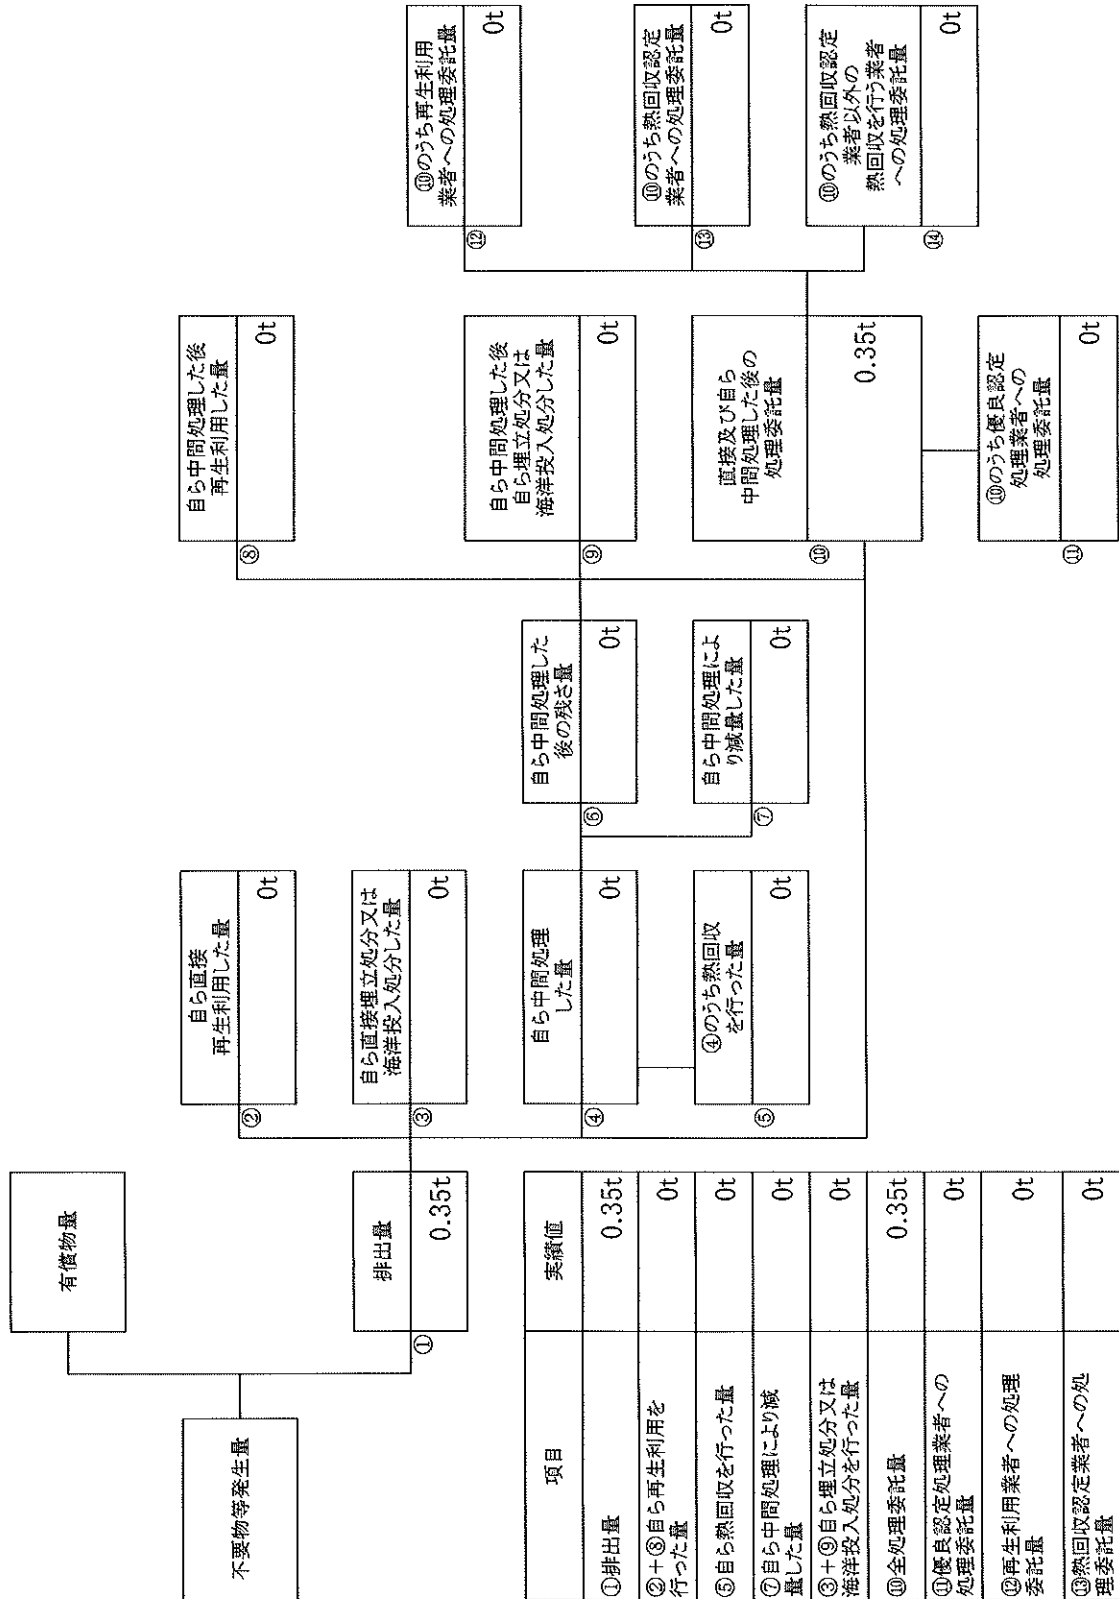 不要物等発生量
有償物量
排出量
①
0.35t
自ら直接
再生利用した量
②
0t
自ら直接埋立処分又は
海洋投入処分した量
③
0t
自ら中間処理
した量
④
0t
④のうち熱回収
を行った量
⑤
0t
自ら中間処理した
後の残さ量
⑥
0t
自ら中間処理によ
り減量した量
⑦
0t
自ら中間処理した後
再生利用した量
⑧
0t
自ら中間処理した後
自ら埋立処分又は
海洋投入処分した量
⑨
0t
直接及び自ら
中間処理した後の
処理委託量
⑩
0.35t
⑩のうち優良認定
処理業者への
処理委託量
⑪
0t
⑩のうち再生利用
業者への処理委託量
⑫
0t
⑩のうち熱回収認定
業者への処理委託量
⑬
0t
⑩のうち熱回収認定
業者以外の
熱回収を行う業者
への処理委託量
⑭
0t
項目 実績値
①排出量 0.35t
②+⑧自ら再生利用を
行った量 0t
⑤自ら熱回収を行った量 0t
⑦自ら中間処理により減
量した量 0t
③+⑨自ら埋立処分又は
海洋投入処分を行った量 0t
⑩全処理委託量 0.35t
⑪優良認定処理業者への
処理委託量 0t
⑫再生利用業者への処理
委託量 0t
⑬熱回収認定業者への処
理委託量 0t